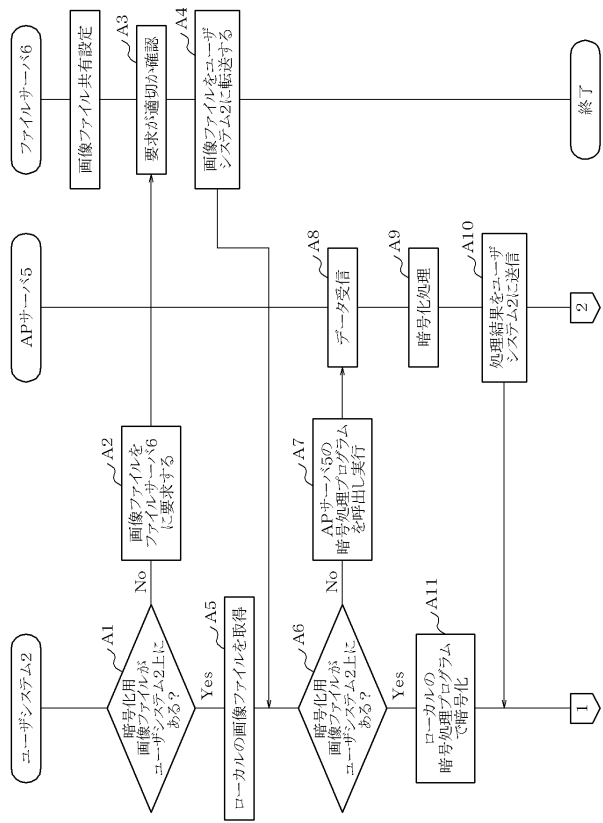 ユーザシステム2
APサーバ5
ファイルサーバ6
画像ファイル共有設定
A1
暗号化用
画像ファイルが
ユーザシステム2上に
ある?
No
Yes
A2
画像ファイルを
ファイルサーバ6
に要求する
A3
要求が適切か確認
A4
画像ファイルをユーザ
システム2に転送する
A5
ローカルの画像ファイルを取得
A6
暗号化用
画像ファイルが
ユーザシステム2上に
ある?
No
Yes
A7
APサーバ5の
暗号処理プログラム
を呼出し実行
A8
データ受信
A9
暗号化処理
A10
処理結果をユーザ
システム2に送信
A11
ローカルの
暗号処理プログラム
で暗号化
1
2
終了